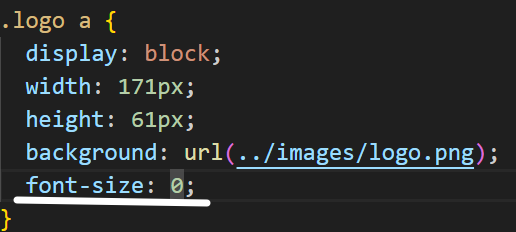 .logo a {
display: block;
width: 171px;
height: 61px;
background: url(../images/logo.png);
font-size: 0;
}